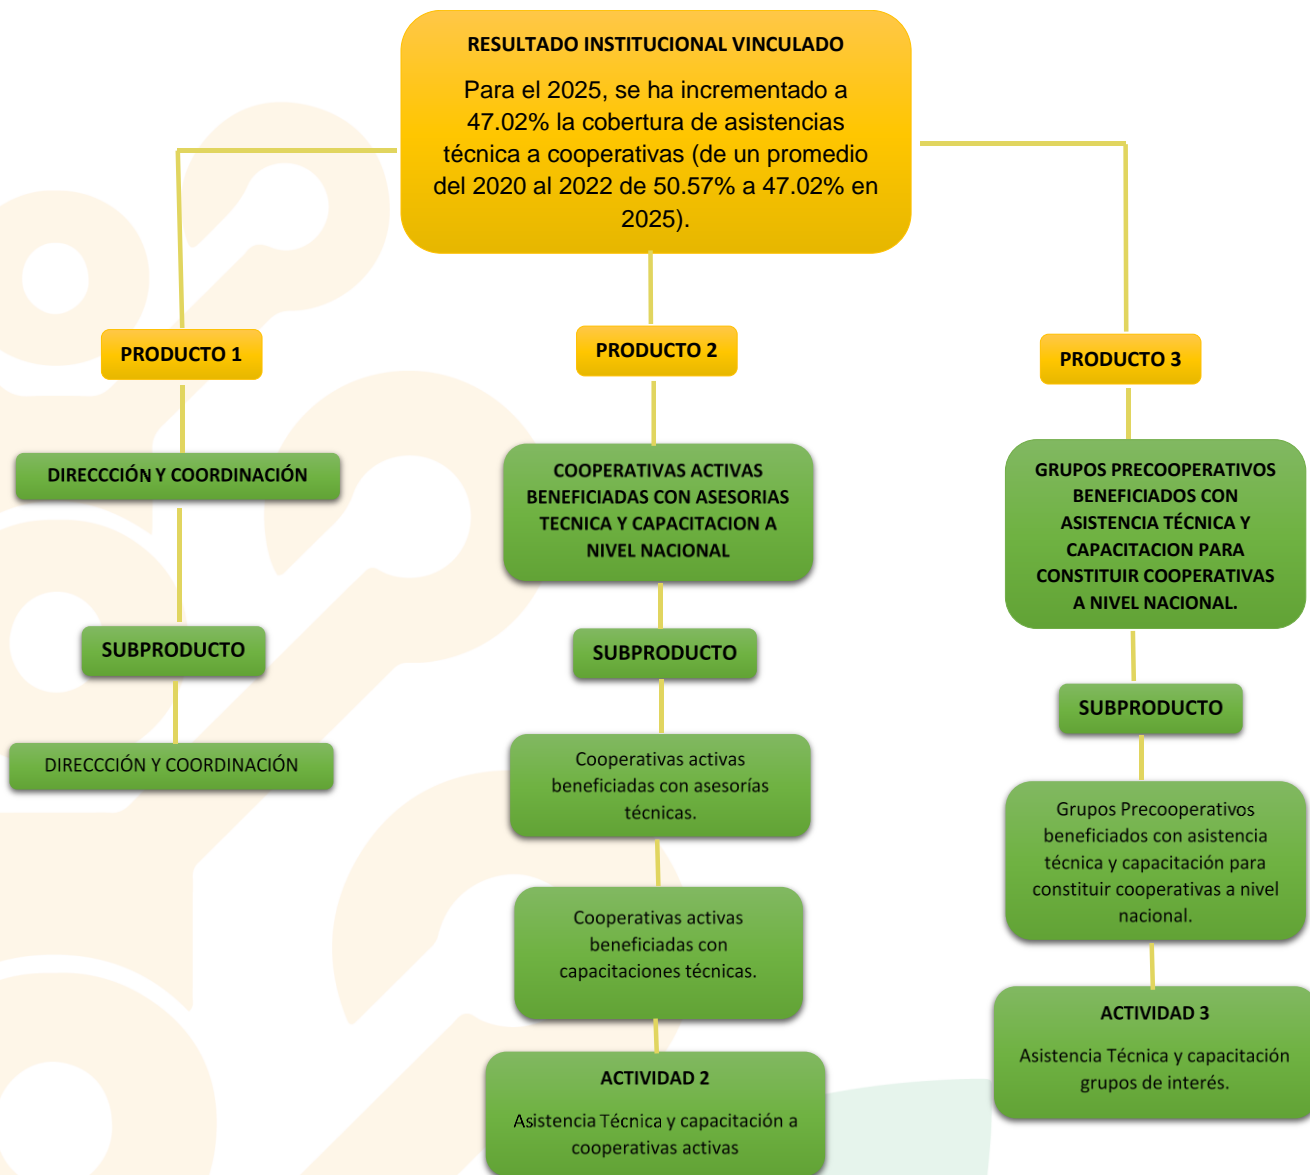 RESULTADO INSTITUCIONAL VINCULADO
Para el 2025, se ha incrementado a
47.02% la cobertura de asistencias
técnica a cooperativas (de un promedio
del 2020 al 2022 de 50.57% a 47.02% en
2025).
PRODUCTO 1
DIRECCCIÓN Y COORDINACIÓN
SUBPRODUCTO
DIRECCCIÓN Y COORDINACIÓN
PRODUCTO 2
COOPERATIVAS ACTIVAS
BENEFICIADAS CON ASESORIAS
TECNICA Y CAPACITACION A
NIVEL NACIONAL
SUBPRODUCTO
Cooperativas activas
beneficiadas con asesorías
técnicas.
Cooperativas activas
beneficiadas con
capacitaciones técnicas.
ACTIVIDAD 2
Asistencia Técnica y capacitación a
cooperativas activas
PRODUCTO 3
GRUPOS PRECOOPERATIVOS
BENEFICIADOS CON
ASISTENCIA TÉCNICA Y
CAPACITACION PARA
CONSTITUIR COOPERATIVAS
A NIVEL NACIONAL.
SUBPRODUCTO
Grupos Precooperativos
beneficiados con asistencia
técnica y capacitación para
constituir cooperativas a nivel
nacional.
ACTIVIDAD 3
Asistencia Técnica y capacitación
grupos de interés.